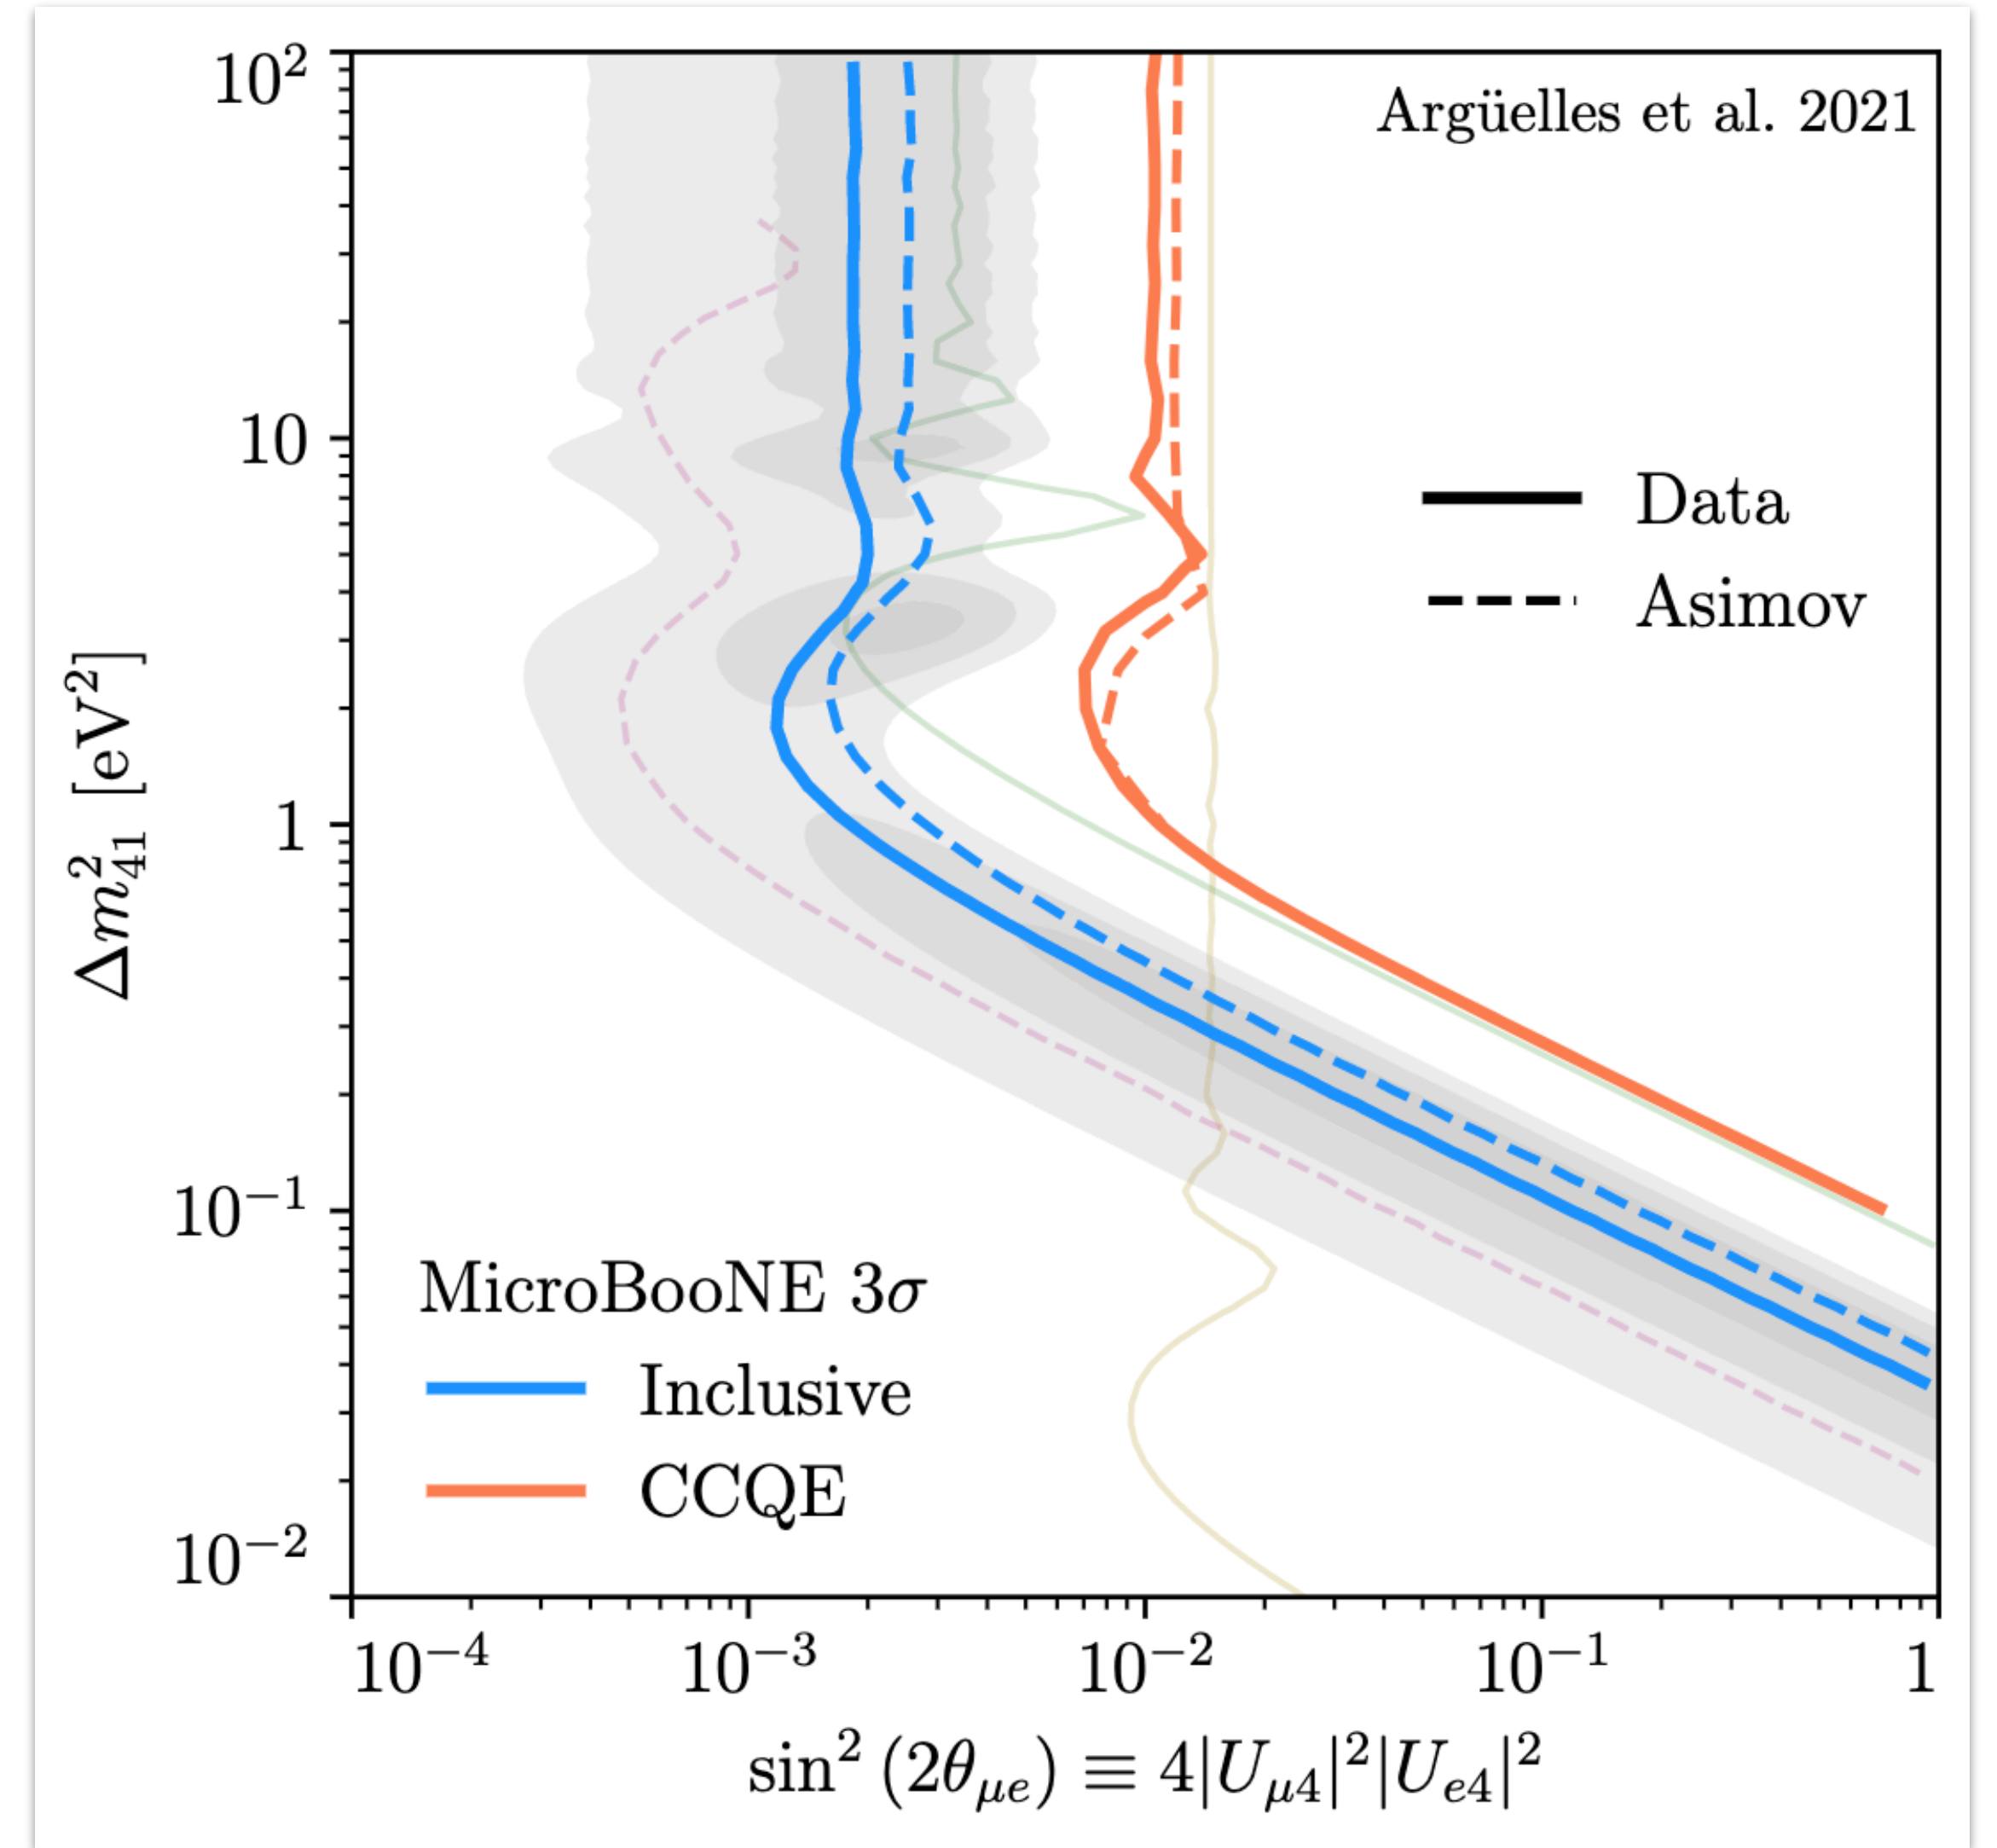 10²
Argüelles et al. 2021
10
Data
Asimov
Δm²₄₁ [eV²]
1
10⁻¹
MicroBooNE 3σ
Inclusive
CCQE
10⁻²
10⁻⁴ 10⁻³ 10⁻² 10⁻¹ 1
sin² (2θ_μe) ≡ 4|U_μ4|²|U_e4|²